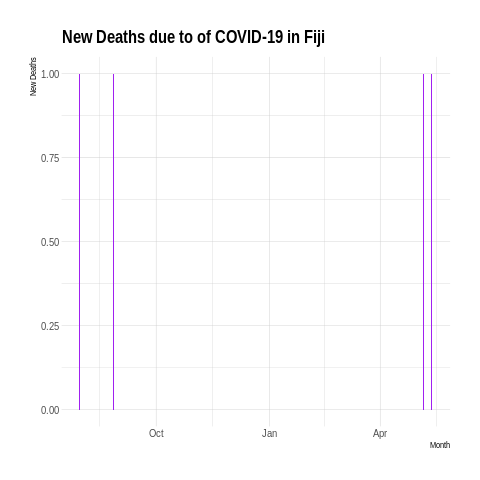 New Deaths due to of COVID-19 in Fiji
New Deaths
1.00
0.75
0.50
0.25
0.00
Oct Jan Apr
Month